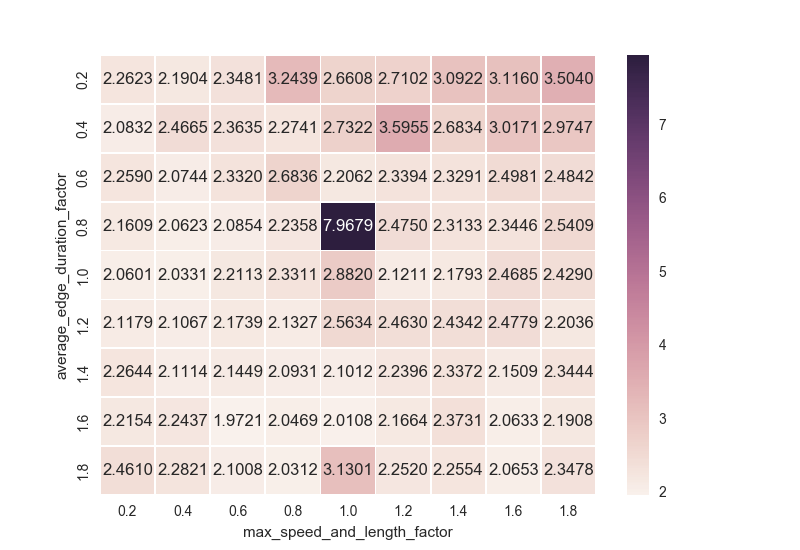 0.2 2.2623 2.1904 2.3481 3.2439 2.6608 2.7102 3.0922 3.1160 3.5040
0.4 2.0832 2.4665 2.3635 2.2741 2.7322 3.5955 2.6834 3.0171 2.9747
0.6 2.2590 2.0744 2.3320 2.6836 2.2062 2.3394 2.3291 2.4981 2.4842
0.8 2.1609 2.0623 2.0854 2.2358 7.9679 2.4750 2.3133 2.3446 2.5409
1.0 2.0601 2.0331 2.2113 2.3311 2.8820 2.1211 2.1793 2.4685 2.4290
1.2 2.1179 2.1067 2.1739 2.1327 2.5634 2.4630 2.4342 2.4779 2.2036
1.4 2.2644 2.1114 2.1449 2.0931 2.1012 2.2396 2.3372 2.1509 2.3444
1.6 2.2154 2.2437 1.9721 2.0469 2.0108 2.1664 2.3731 2.0633 2.1908
1.8 2.4610 2.2821 2.1008 2.0312 3.1301 2.2520 2.2554 2.0653 2.3478
0.2 0.4 0.6 0.8 1.0 1.2 1.4 1.6 1.8
max_speed_and_length_factor
average_edge_duration_factor
7
6
5
4
3
2